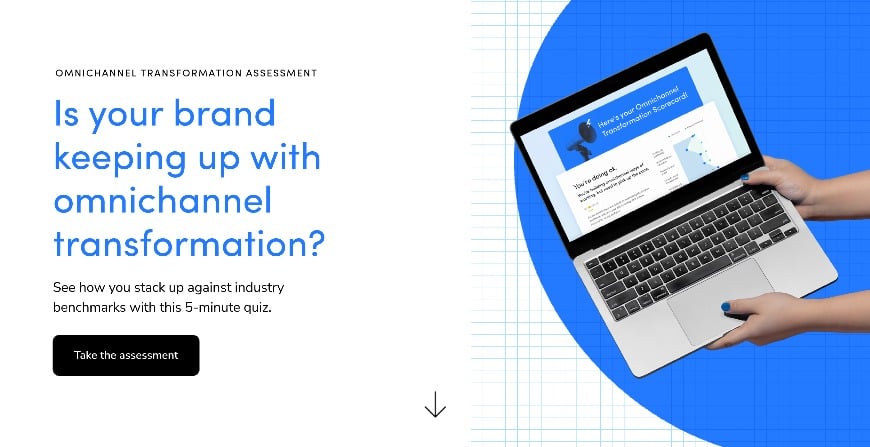 OMNICHANNEL TRANSFORMATION ASSESSMENT
Is your brand
keeping up with
omnichannel
transformation?
See how you stack up against industry
benchmarks with this 5-minute quiz.
Take the assessment
Here's your Omnichannel
Transformation Scorecard!
You're doing ok.